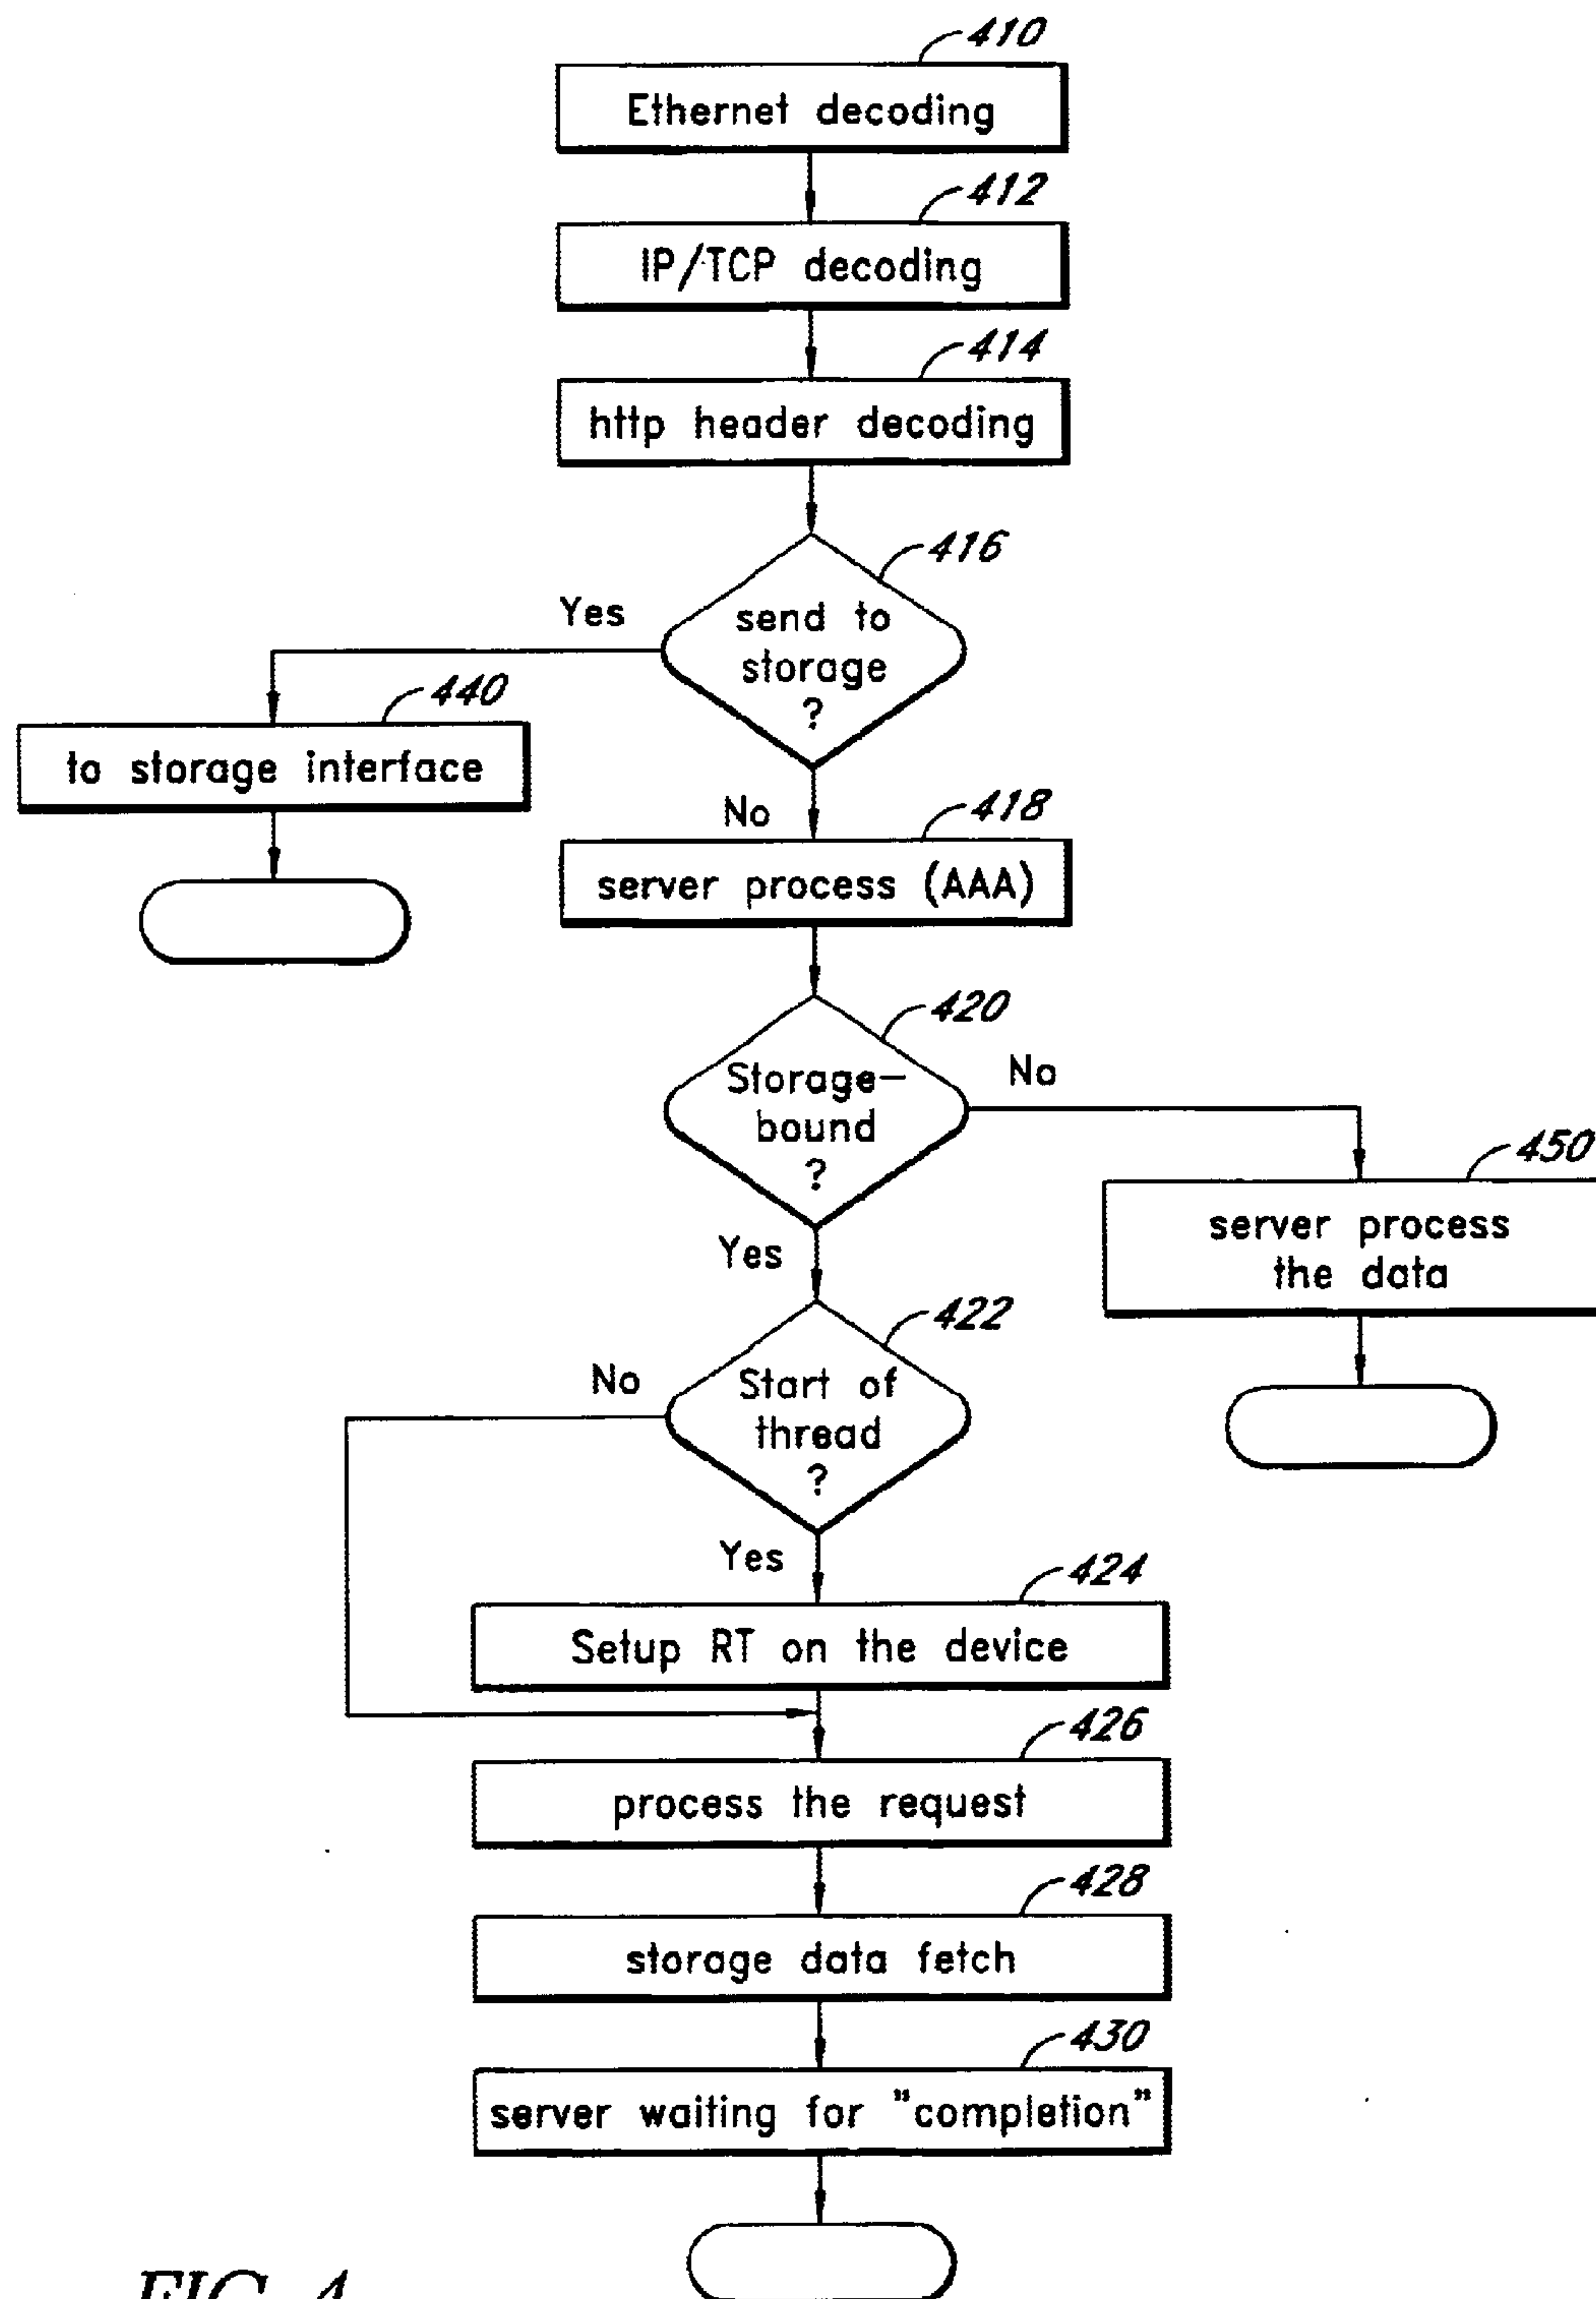 410
Ethernet decoding
412
IP/TCP decoding
414
http header decoding
416
send to
storage
?
Yes
440
to storage interface
No
418
server process (AAA)
420
Storage-
bound
?
No
450
server process
the data
Yes
422
Start of
thread
?
No
Yes
424
Setup RT on the device
426
process the request
428
storage data fetch
430
server waiting for "completion"
FIG. 4